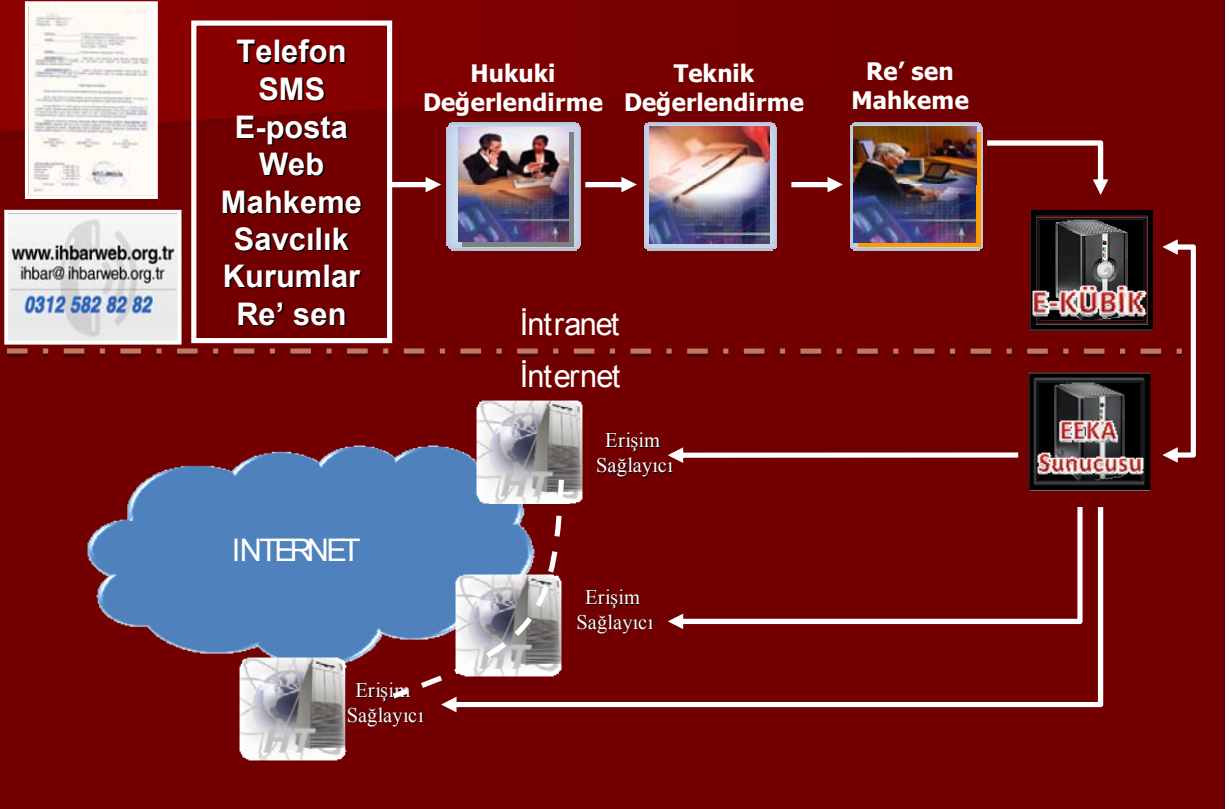 www.ihbarweb.org.tr
ihbar@ ihbarweb.org.tr
0312 582 82 82
Telefon
SMS
E-posta
Web
Mahkeme
Savcılık
Kurumlar
Re' sen
Hukuki
Değerlendirme
Teknik
Değerlendirme
Re' sen
Mahkeme
E-KÜBİK
İntranet
İnternet
EEKA
Sunucusu
Erişim
Sağlayıcı
INTERNET
Erişim
Sağlayıcı
Erişim
Sağlayıcı